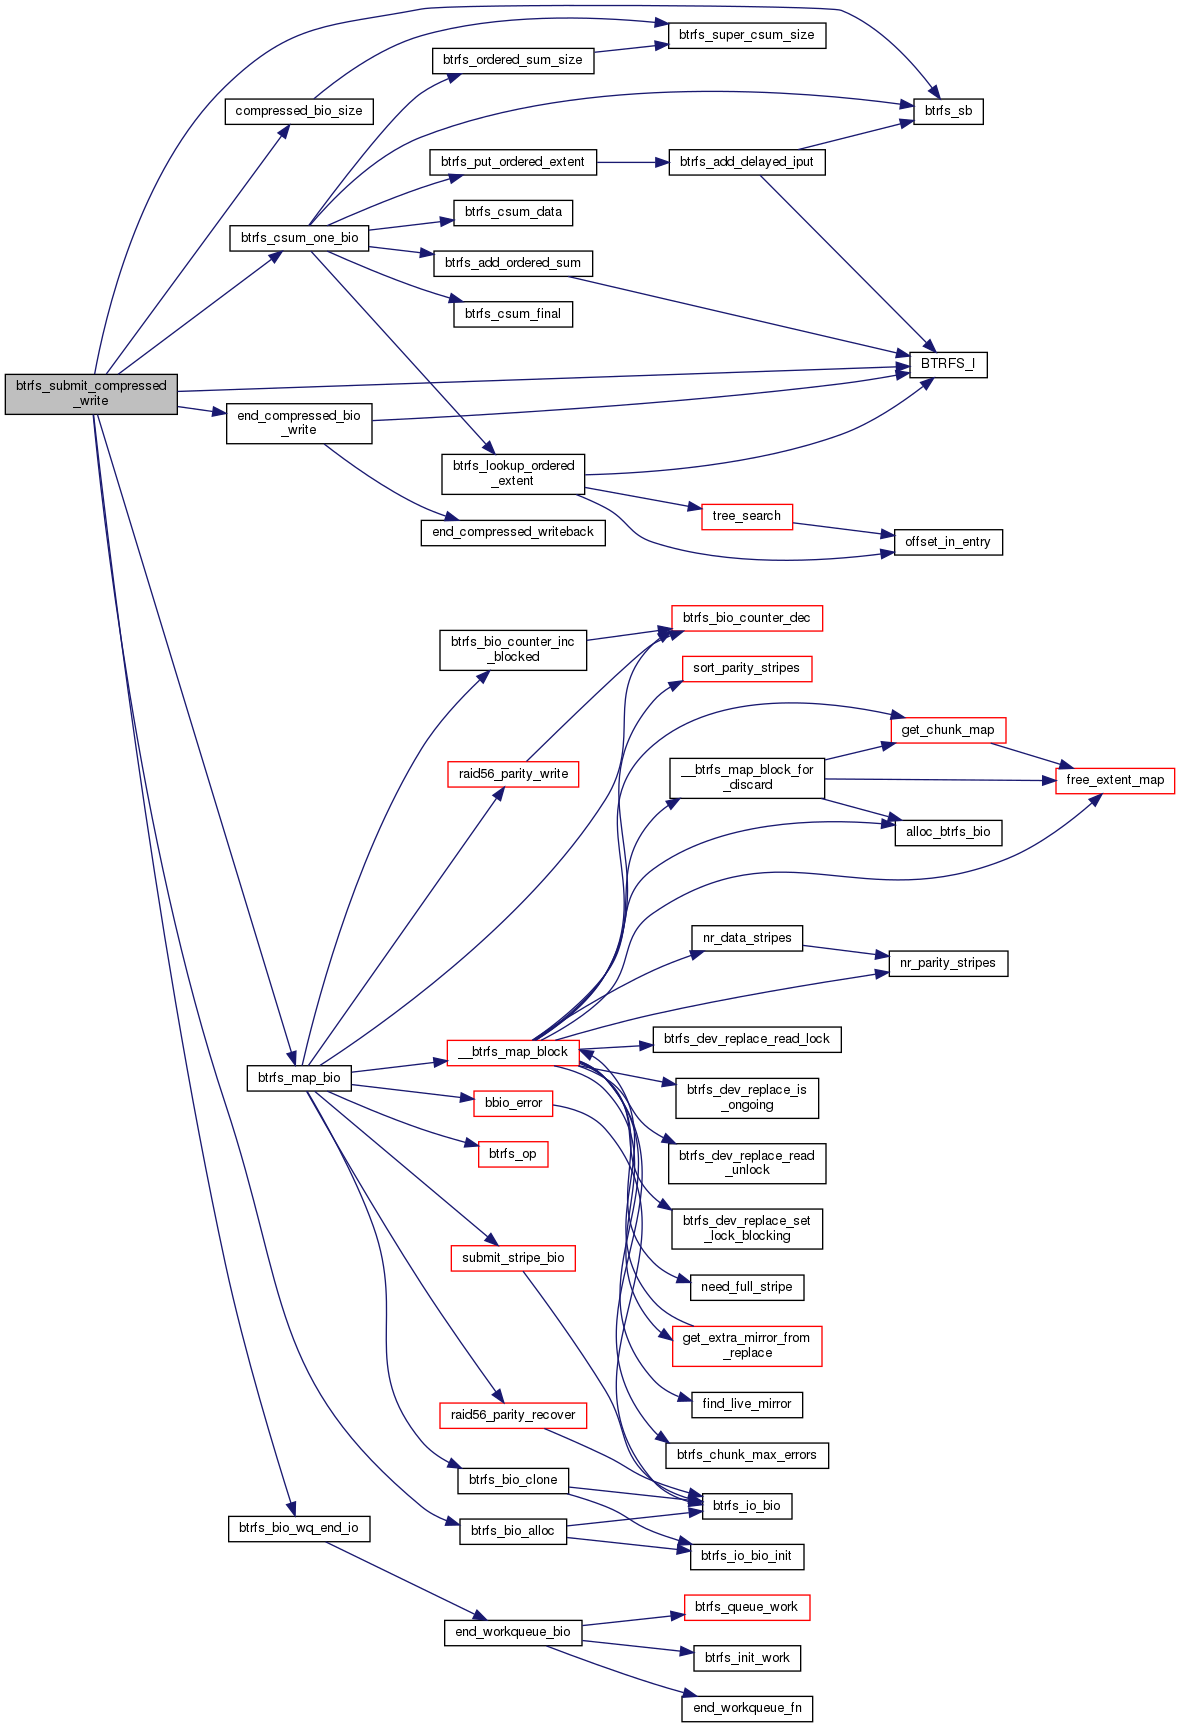 btrfs_super_csum_size
btrfs_ordered_sum_size
compressed_bio_size
btrfs_sb
btrfs_put_ordered_extent
btrfs_add_delayed_iput
btrfs_csum_data
btrfs_csum_one_bio
btrfs_add_ordered_sum
btrfs_csum_final
BTRFS_I
btrfs_submit_compressed
_write
end_compressed_bio
_write
btrfs_lookup_ordered
_extent
tree_search
end_compressed_writeback
offset_in_entry
btrfs_bio_counter_dec
btrfs_bio_counter_inc
_blocked
sort_parity_stripes
get_chunk_map
raid56_parity_write
__btrfs_map_block_for
_discard
free_extent_map
alloc_btrfs_bio
nr_data_stripes
nr_parity_stripes
btrfs_dev_replace_read_lock
__btrfs_map_block
btrfs_map_bio
btrfs_dev_replace_is
_ongoing
bbio_error
btrfs_op
btrfs_dev_replace_read
_unlock
btrfs_dev_replace_set
_lock_blocking
submit_stripe_bio
need_full_stripe
get_extra_mirror_from
_replace
find_live_mirror
raid56_parity_recover
btrfs_chunk_max_errors
btrfs_bio_clone
btrfs_io_bio
btrfs_bio_wq_end_io
btrfs_bio_alloc
btrfs_io_bio_init
btrfs_queue_work
end_workqueue_bio
btrfs_init_work
end_workqueue_fn